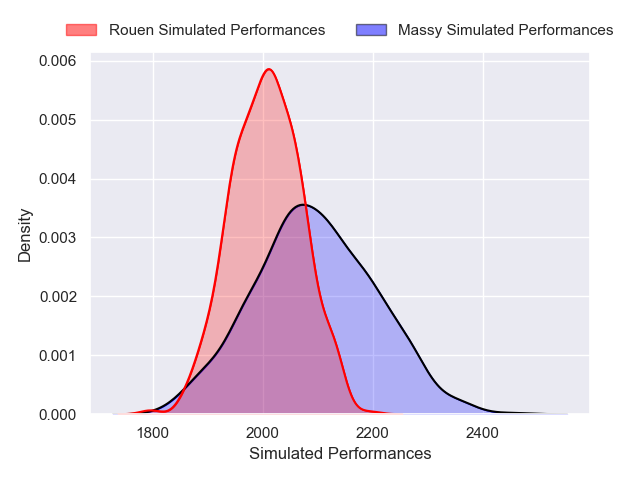 Rouen Simulated Performances Massy Simulated Performances
0.006
0.005
0.004
0.003
0.002
0.001
0.000
Density
1800 2000 2200 2400
Simulated Performances